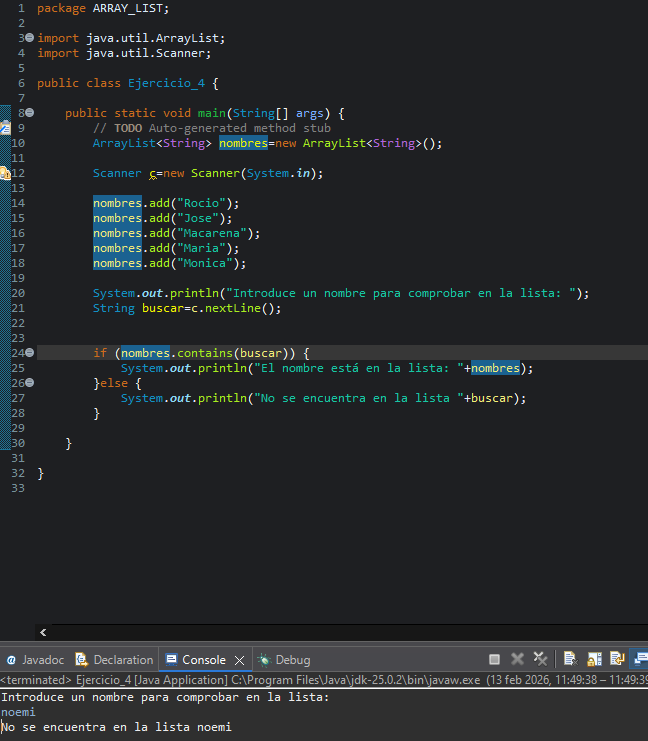 1 package ARRAY_LIST;
2
3 import java.util.ArrayList;
4 import java.util.Scanner;
5
6 public class Ejercicio_4 {
7
8 public static void main(String[] args) {
9 // TODO Auto-generated method stub
10 ArrayList<String> nombres=new ArrayList<String>();
11
12 Scanner c=new Scanner(System.in);
13
14 nombres.add("Rocio");
15 nombres.add("Jose");
16 nombres.add("Macarena");
17 nombres.add("Maria");
18 nombres.add("Monica");
19
20 System.out.println("Introduce un nombre para comprobar en la lista: ");
21 String buscar=c.nextLine();
22
23
24 if (nombres.contains(buscar)) {
25 System.out.println("El nombre está en la lista: "+nombres);
26 }else {
27 System.out.println("No se encuentra en la lista "+buscar);
28 }
29
30 }
31
32 }
33
@ Javadoc Declaration Console Debug
<terminated> Ejercicio_4 [Java Application] C:\Program Files\Java\jdk-25.0.2\bin\javaw.exe (13 feb 2026, 11:49:38 – 11:49:39
Introduce un nombre para comprobar en la lista:
noemi
No se encuentra en la lista noemi